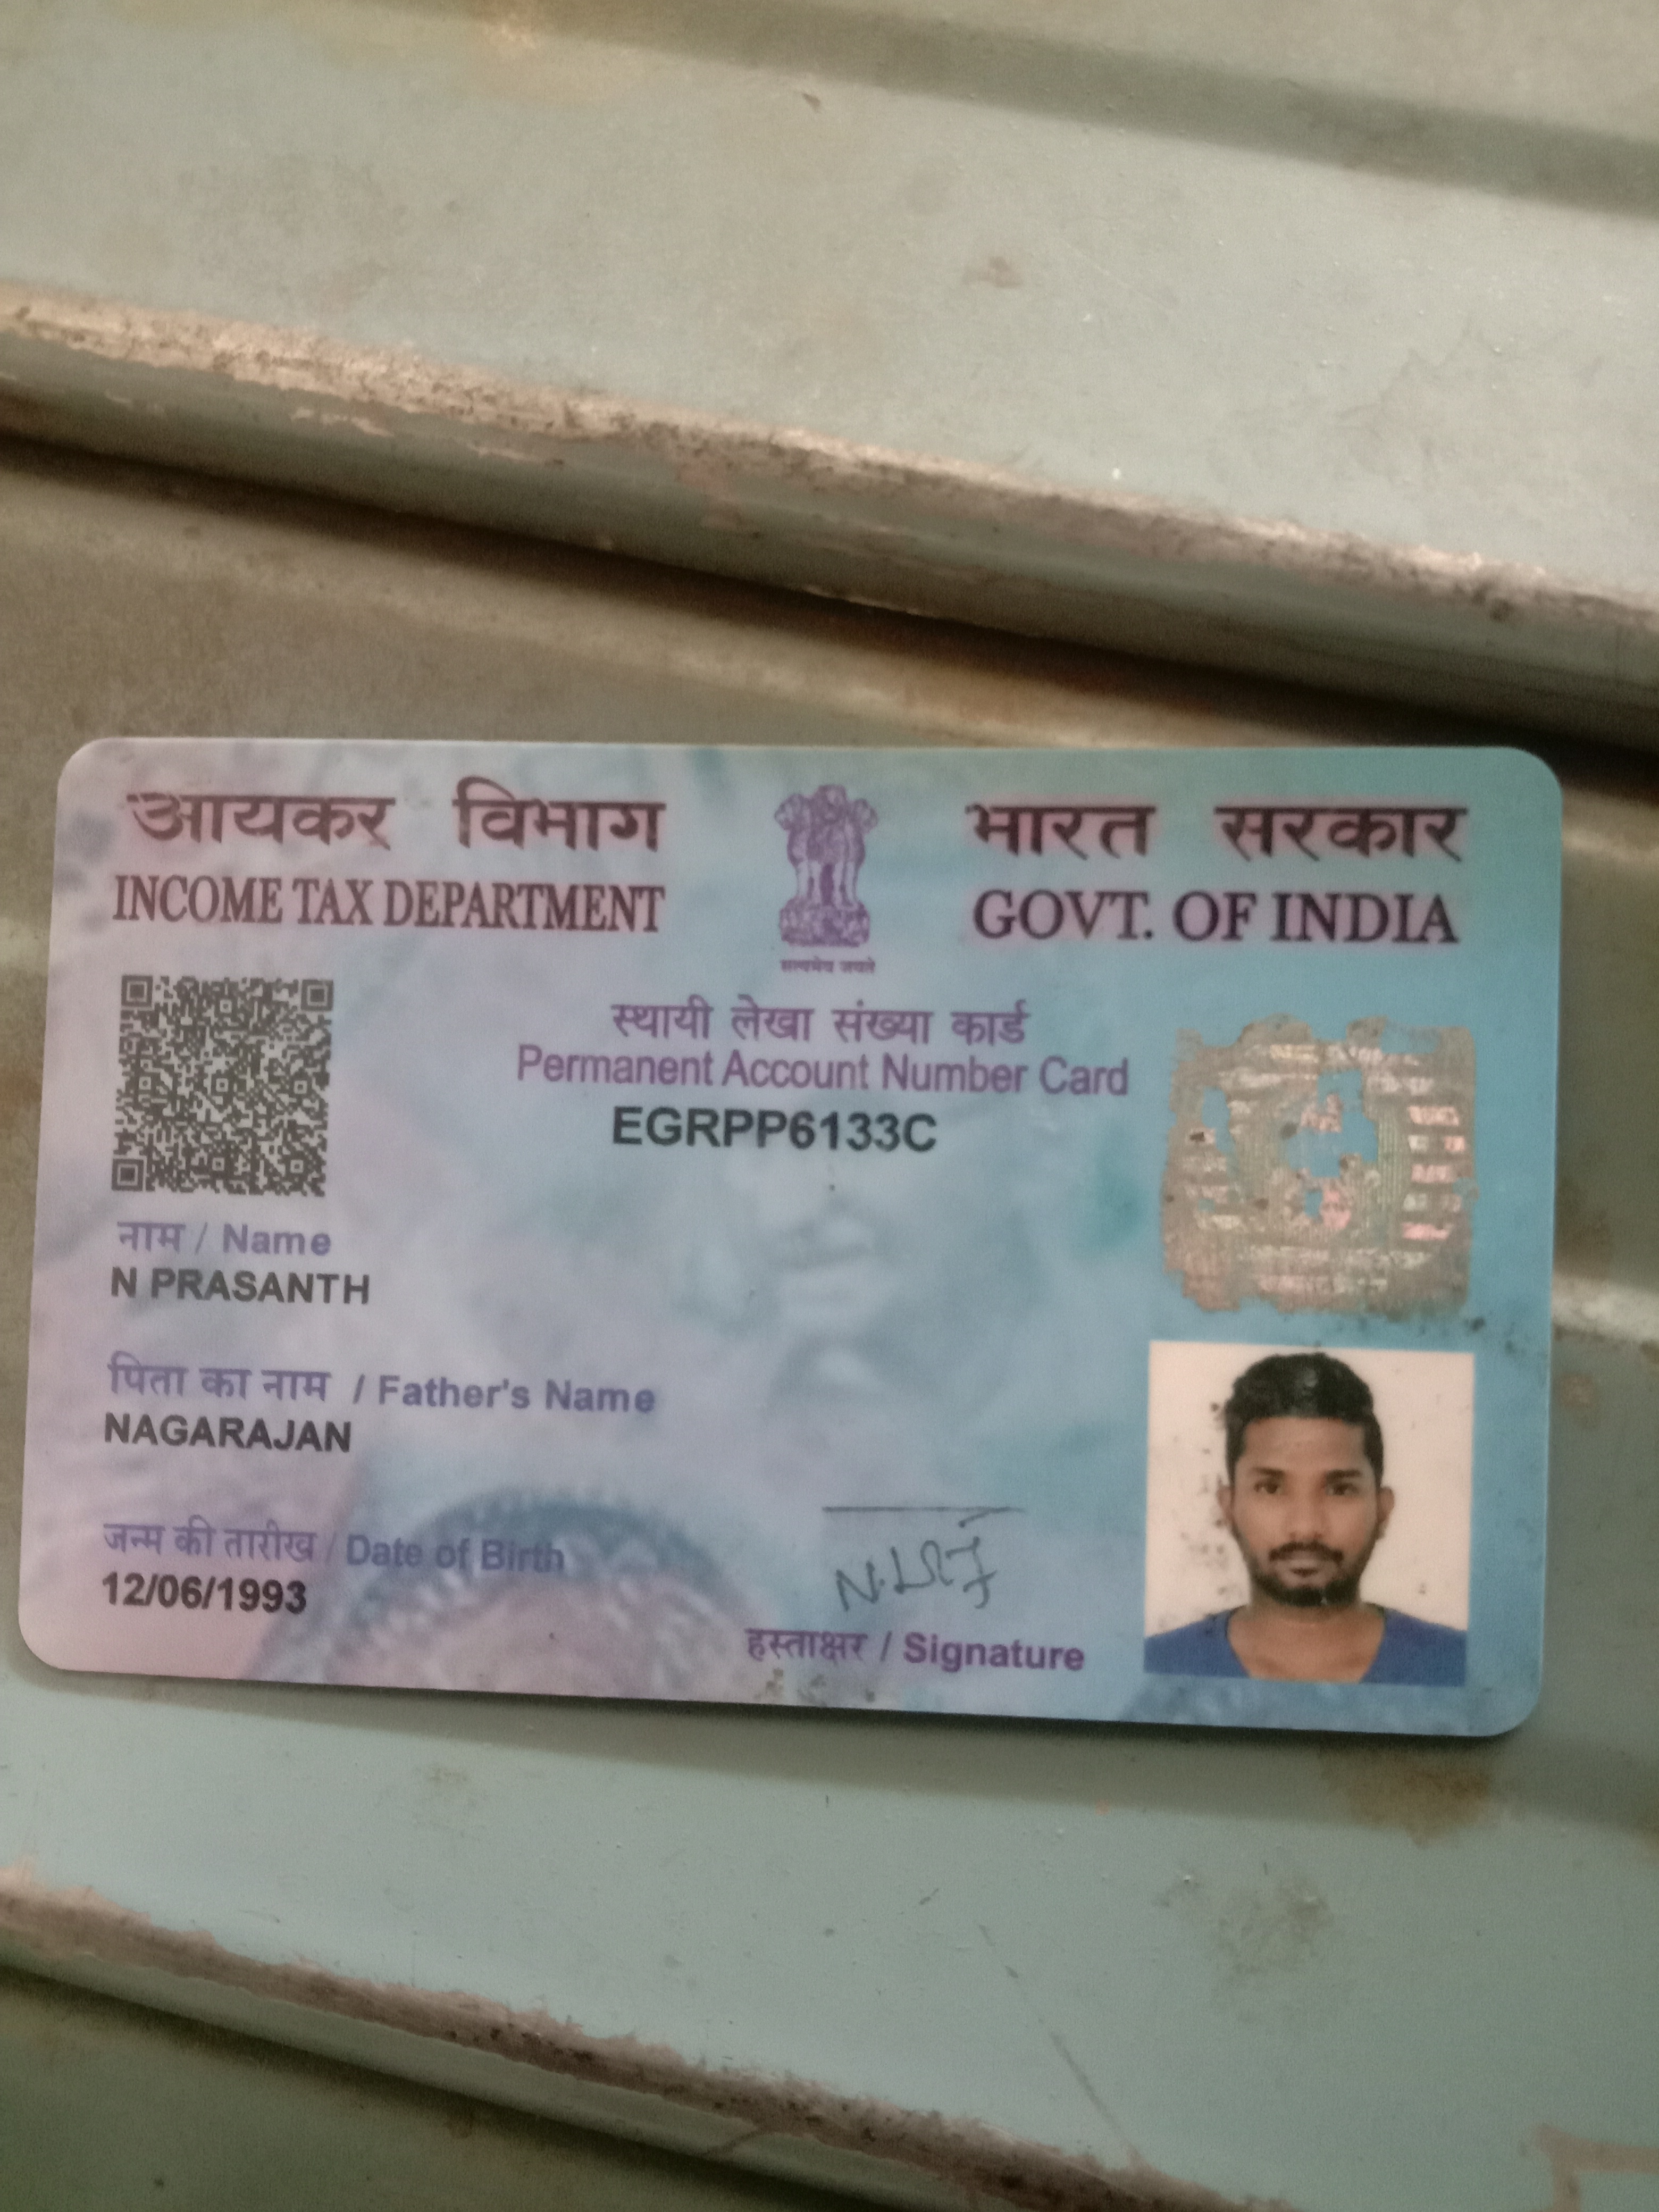 आयकर विभाग
INCOME TAX DEPARTMENT
सत्यमेव जयते
भारत सरकार
GOVT. OF INDIA
स्थायी लेखा संख्या कार्ड
Permanent Account Number Card
EGRPP6133C
नाम / Name
N PRASANTH
पिता का नाम / Father's Name
NAGARAJAN
जन्म की तारीख / Date of Birth
12/06/1993
हस्ताक्षर / Signature